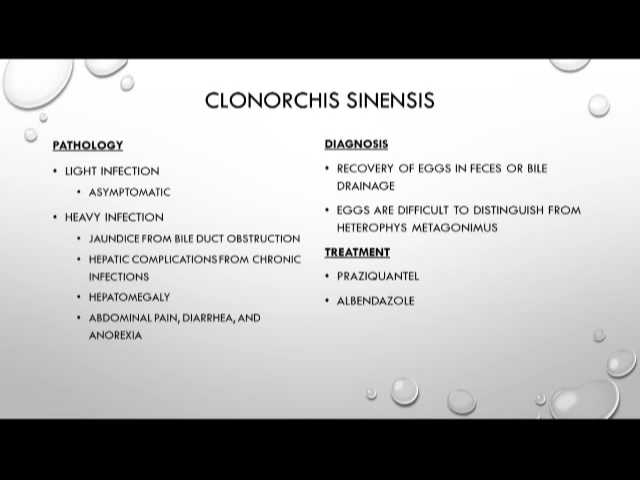 CLONORCHIS SINENSIS
PATHOLOGY
• LIGHT INFECTION
• ASYMPTOMATIC
• HEAVY INFECTION
• JAUNDICE FROM BILE DUCT OBSTRUCTION
• HEPATIC COMPLICATIONS FROM CHRONIC
INFECTIONS
• HEPATOMEGALY
• ABDOMINAL PAIN, DIARRHEA, AND
ANOREXIA
DIAGNOSIS
• RECOVERY OF EGGS IN FECES OR BILE
DRAINAGE
• EGGS ARE DIFFICULT TO DISTINGUISH FROM
HETEROPHYS METAGONIMUS
TREATMENT
• PRAZIQUANTEL
• ALBENDAZOLE